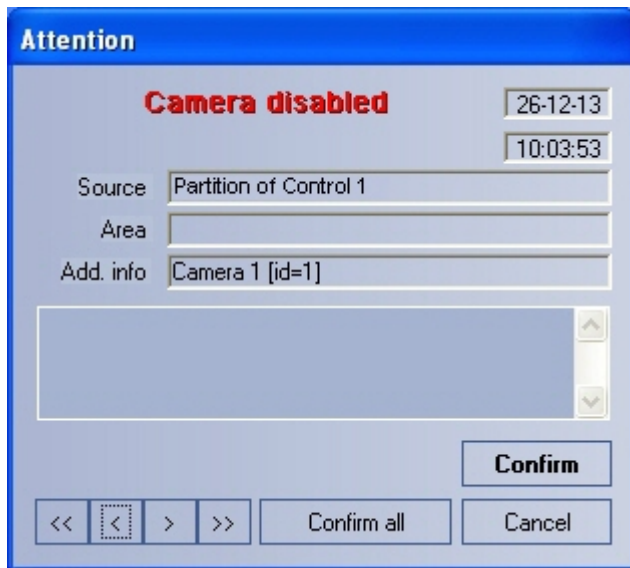 Attention
Camera disabled
26-12-13
10:03:53
Source Partition of Control 1
Area
Add. info Camera 1 [id=1]
Confirm
<< < > >> Confirm all Cancel